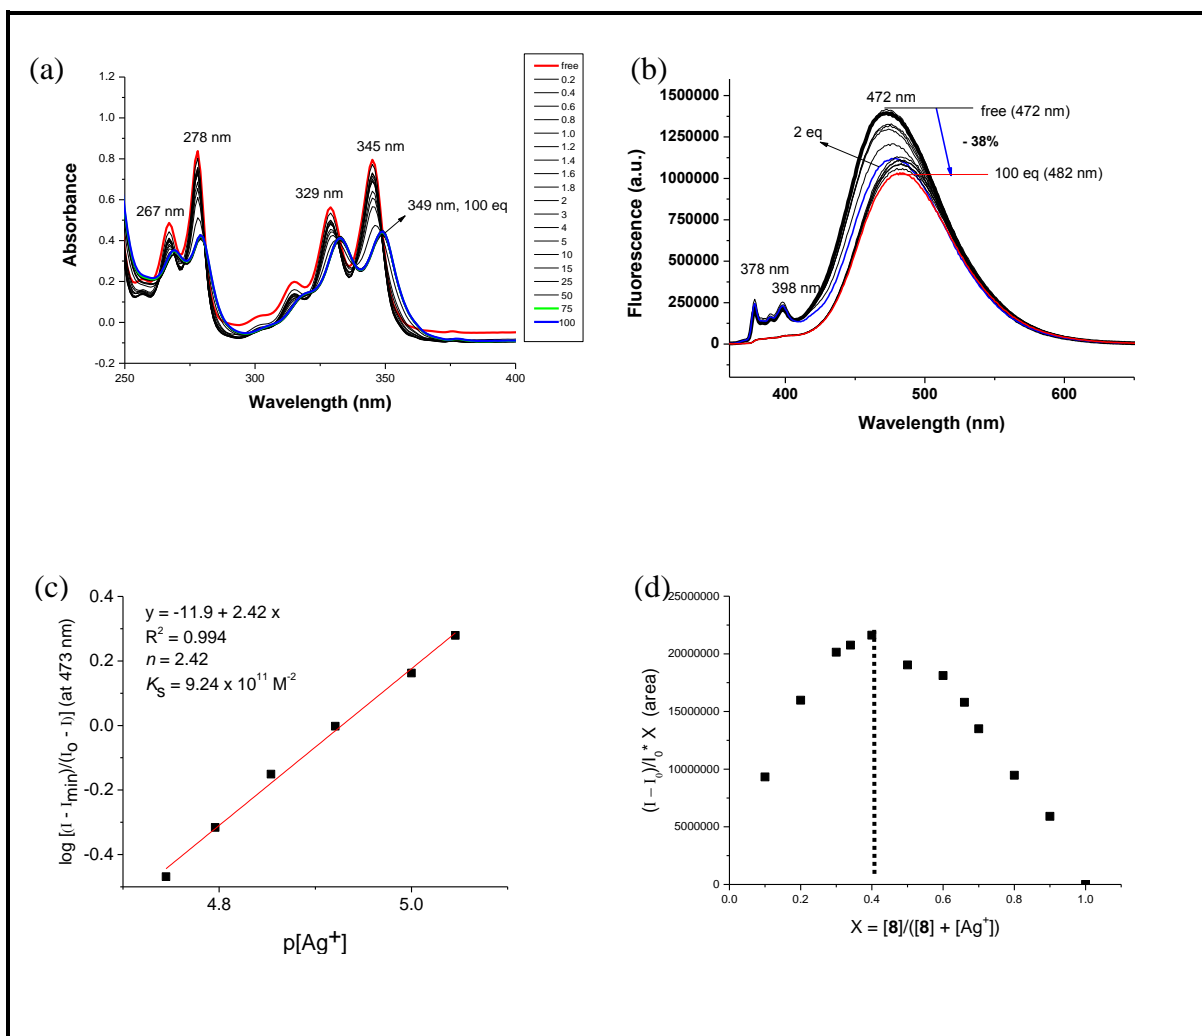 (a)
1.2
1.0
0.8
0.6
0.4
0.2
0.0
-0.2
Absorbance
250
300
350
400
Wavelength (nm)
267 nm
278 nm
329 nm
345 nm
349 nm, 100 eq
free
0.2
0.4
0.6
0.8
1.0
1.2
1.4
1.6
1.8
2
3
4
5
10
15
25
50
75
100
(b)
1500000
1250000
1000000
750000
500000
250000
0
Fluorescence (a.u.)
400
500
600
Wavelength (nm)
472 nm
free (472 nm)
2 eq
- 38%
100 eq (482 nm)
378 nm
398 nm
(c)
0.4
0.2
0.0
-0.2
-0.4
log [(I - I_min)/(I_o - I)] (at 473 nm)
y = -11.9 + 2.42 x
R² = 0.994
n = 2.42
K_S = 9.24 x 10¹¹ M⁻²
4.8
5.0
p[Ag⁺]
(d)
25000000
20000000
15000000
10000000
5000000
0
(I – I₀)/I₀* X (area)
0.0
0.2
0.4
0.6
0.8
1.0
X = [8]/([8] + [Ag⁺])